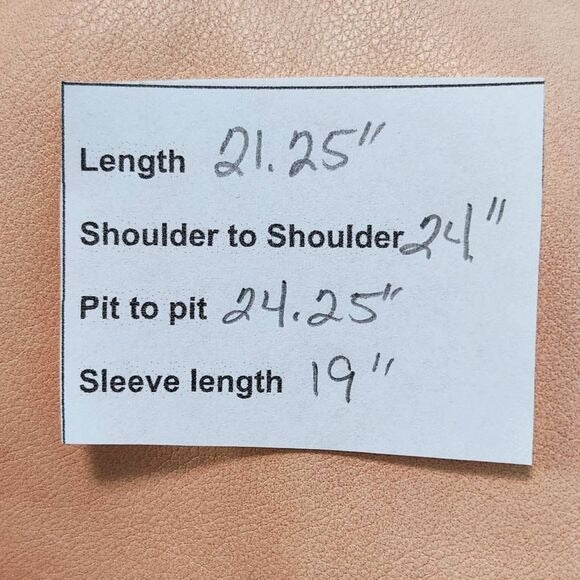 Length 21.25"
Shoulder to Shoulder 24"
Pit to pit 24.25"
Sleeve length 19"